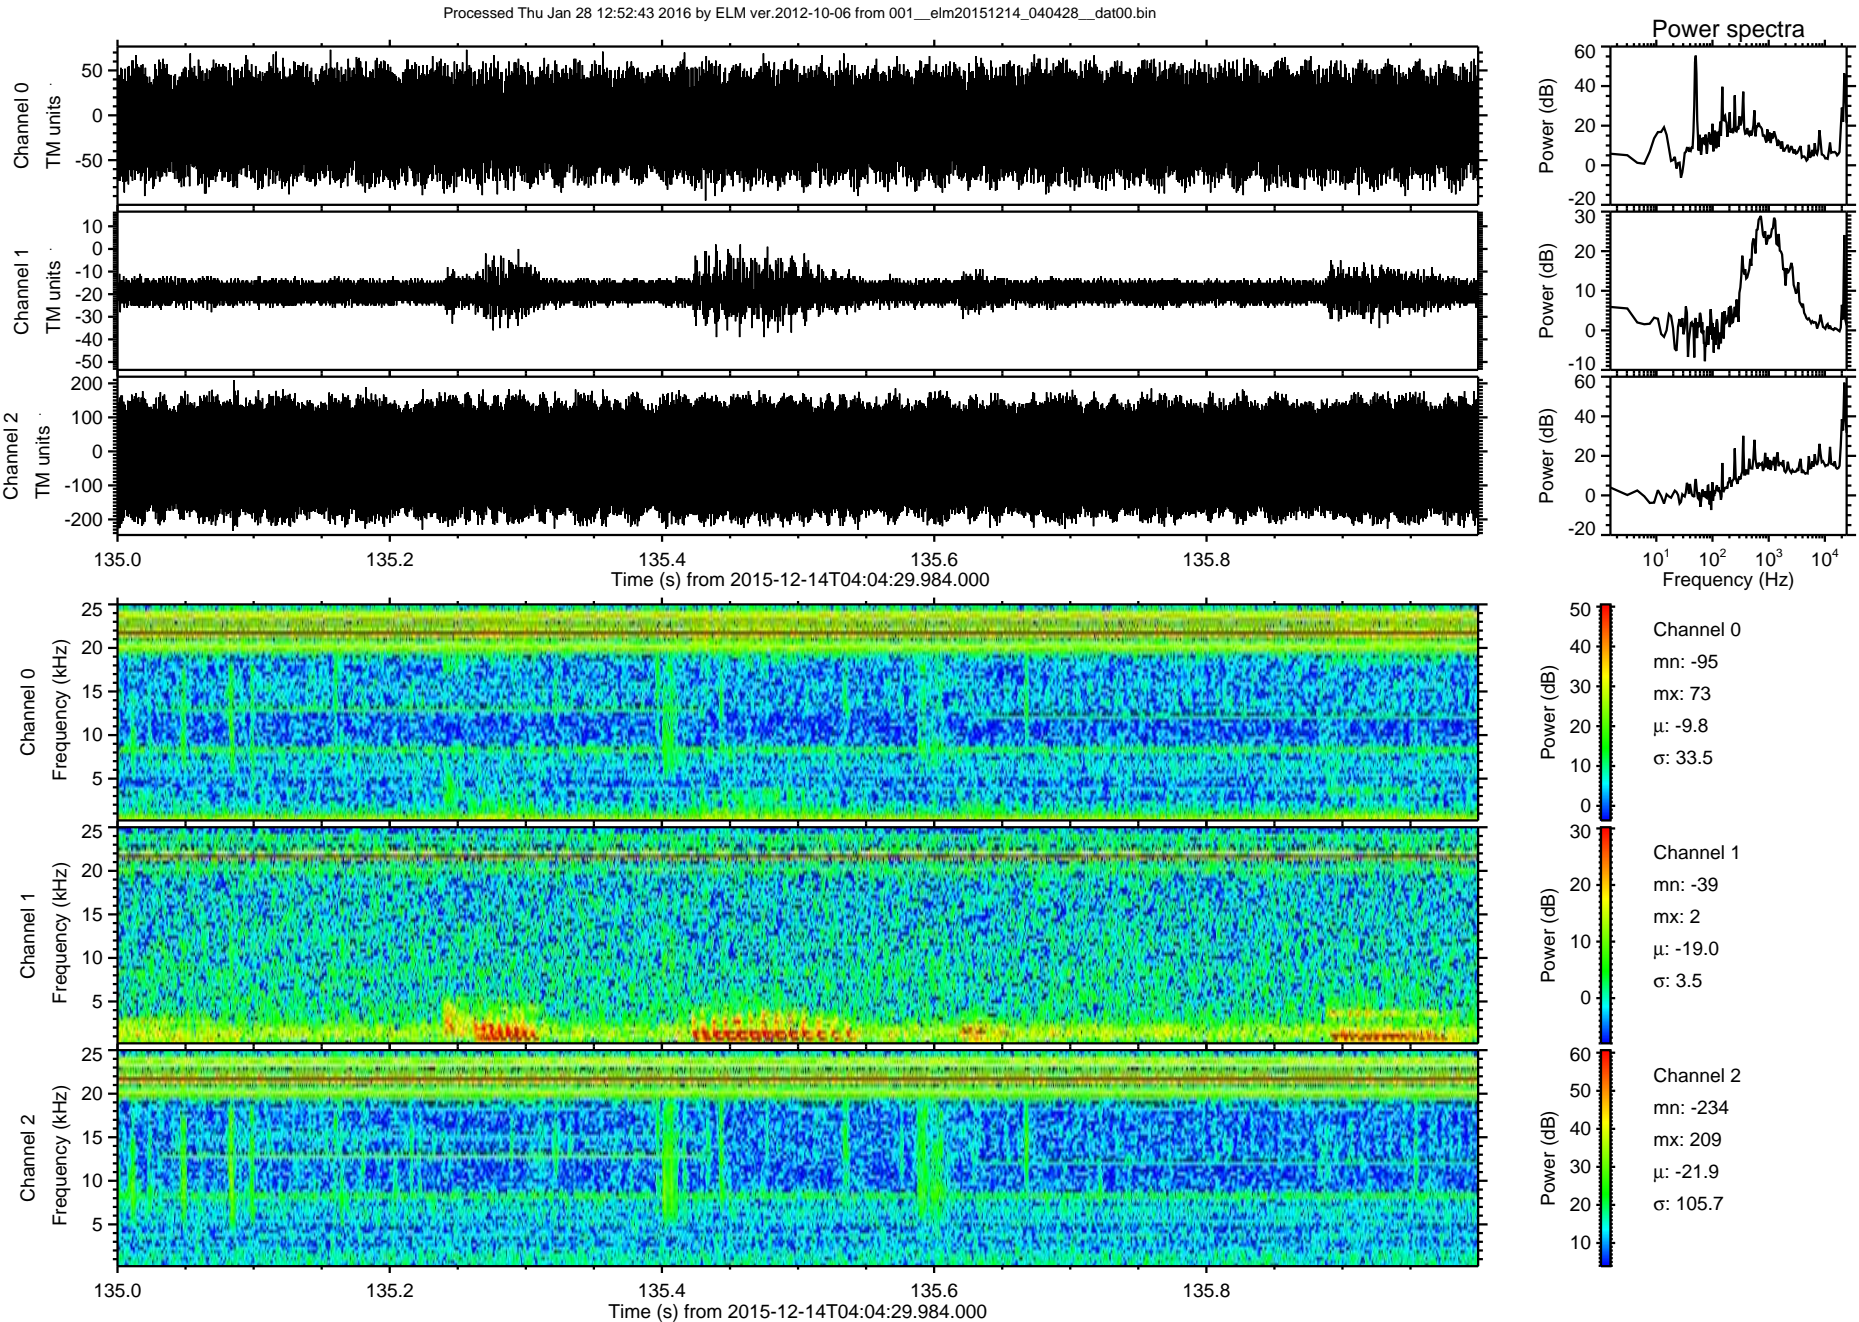 Processed Thu Jan 28 12:52:43 2016 by ELM ver.2012-10-06 from 001__elm20151214_040428__dat00.bin
Power spectra
Channel 0
TM units
50
0
-50
Power (dB)
60
40
20
0
-20
Channel 1
TM units
10
0
-10
-20
-30
-40
-50
Power (dB)
30
20
10
0
-10
Channel 2
TM units
200
100
0
-100
-200
Power (dB)
60
40
20
0
-20
135.0 135.2 135.4 135.6 135.8
Time (s) from 2015-12-14T04:04:29.984.000
10^1 10^2 10^3 10^4
Frequency (Hz)
Channel 0
Frequency (kHz)
25
20
15
10
5
Power (dB)
50
40
30
20
10
0
Channel 0
mn: -95
mx: 73
μ: -9.8
σ: 33.5
Channel 1
Frequency (kHz)
25
20
15
10
5
Power (dB)
30
20
10
0
Channel 1
mn: -39
mx: 2
μ: -19.0
σ: 3.5
Channel 2
Frequency (kHz)
25
20
15
10
5
Power (dB)
60
50
40
30
20
10
Channel 2
mn: -234
mx: 209
μ: -21.9
σ: 105.7
135.0 135.2 135.4 135.6 135.8
Time (s) from 2015-12-14T04:04:29.984.000